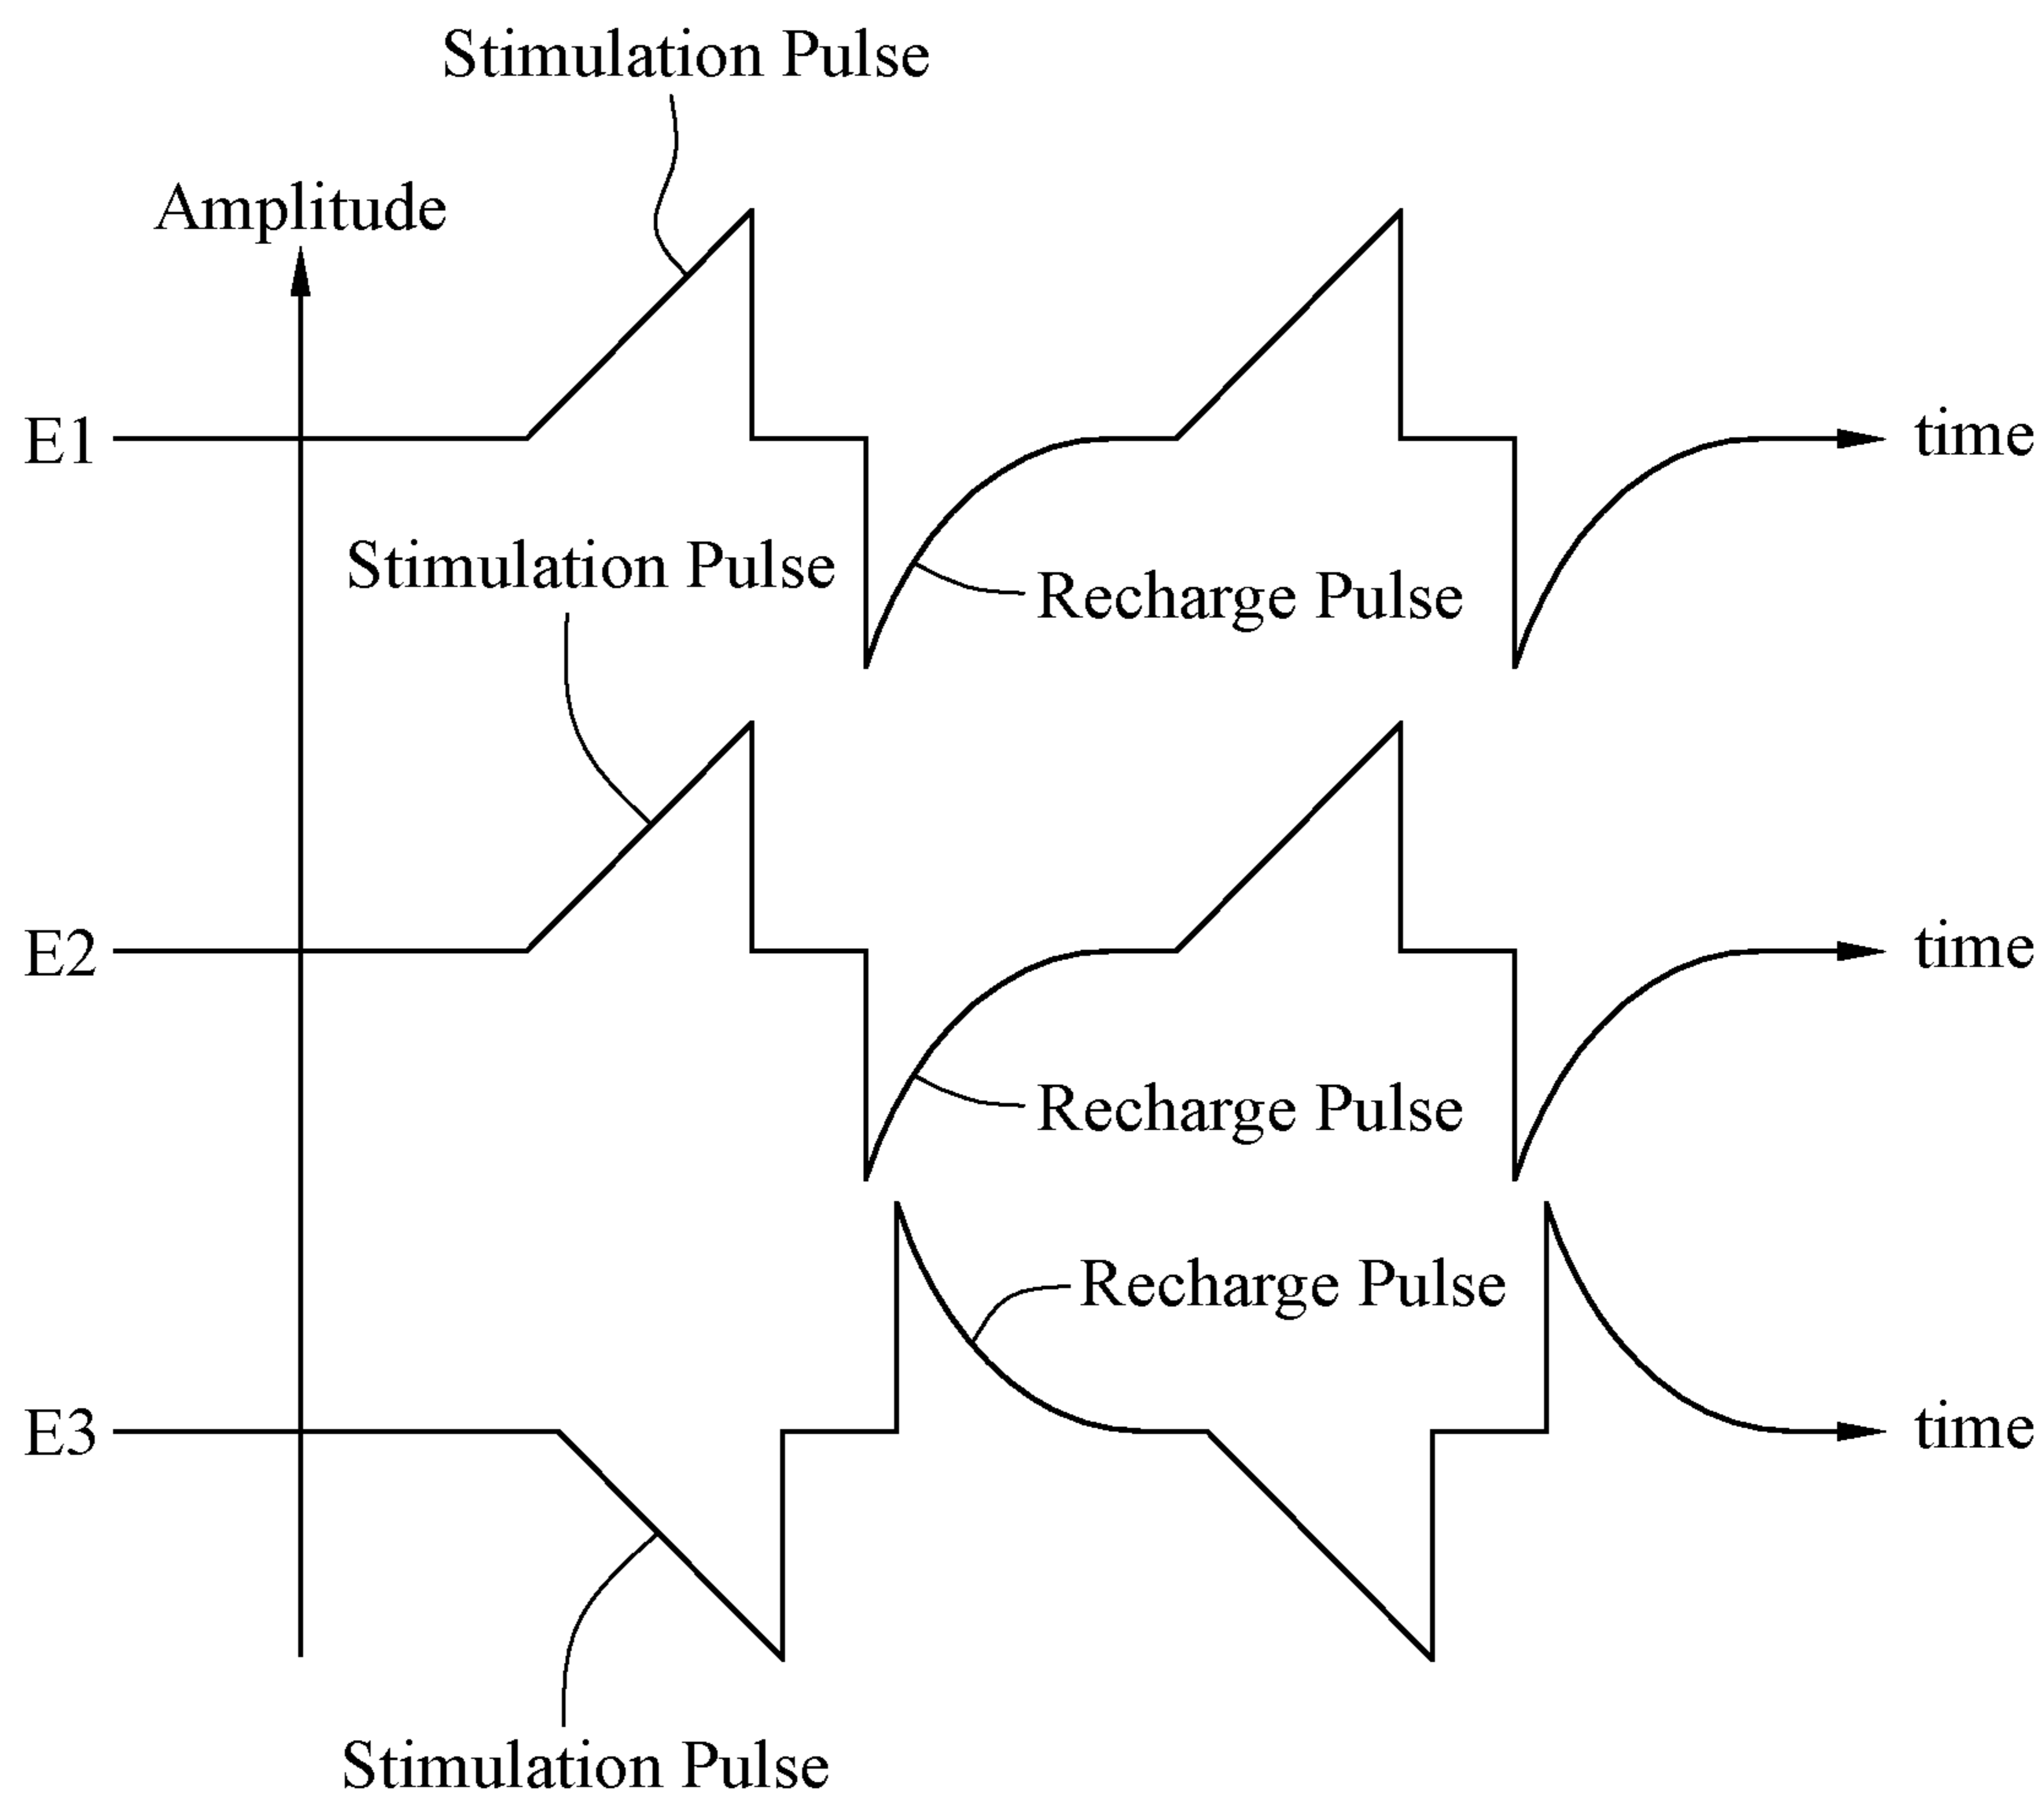 Stimulation Pulse
Amplitude
E1
time
Stimulation Pulse
Recharge Pulse
E2
time
Recharge Pulse
Recharge Pulse
E3
time
Stimulation Pulse